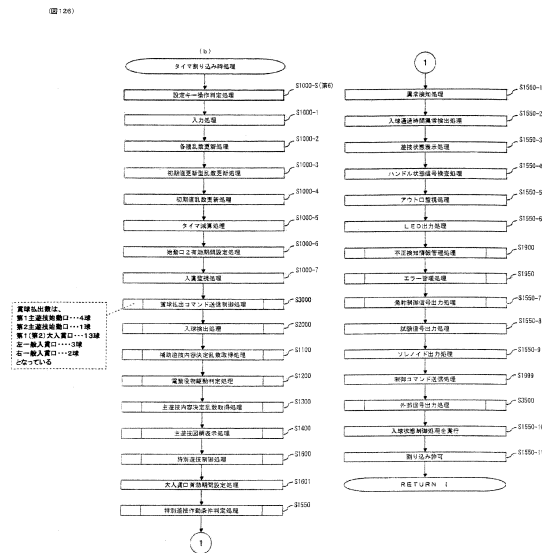 (図126)
(b)
タイマ割り込み時処理
S1000-S(第6)
設定キー操作判定処理
S1000-1
入力処理
S1000-2
各種乱数更新処理
S1000-3
初期値更新型乱数更新処理
S1000-4
初期値乱数更新処理
S1000-5
タイマ減算処理
S1000-6
始動口2有効期間設定処理
S1000-7
入賞監視処理
S3000
賞球払出コマンド送信制御処理
S2000
入球検出処理
S1100
補助遊技内容決定乱数取得処理
S1200
電動役物駆動判定処理
S1300
主遊技内容決定乱数取得処理
S1400
主遊技図柄表示処理
S1600
特別遊技制御処理
S1601
大入賞口有効期間設定処理
S1550
特別遊技作動条件判定処理
1
賞球払出数は、
第1主遊技始動口・・・4球
第2主遊技始動口・・・1球
第1(第2)大入賞口・・・13球
左一般入賞口・・・・3球
右一般入賞口・・・2球
となっている
1
S1550-1
異常検知処理
S1550-2
入球通過時間異常検出処理
S1550-3
遊技状態表示処理
S1550-4
ハンドル状態信号検査処理
S1550-5
アウト口監視処理
S1550-6
LED出力処理
S1900
不正検知情報管理処理
S1950
エラー管理処理
S1550-7
発射制御信号出力処理
S1550-8
試験信号出力処理
S1550-9
ソレノイド出力処理
S1999
制御コマンド送信処理
S3500
外部信号出力処理
S1550-10
入球状態制御処理を実行
S1550-11
割り込み許可
RETURN